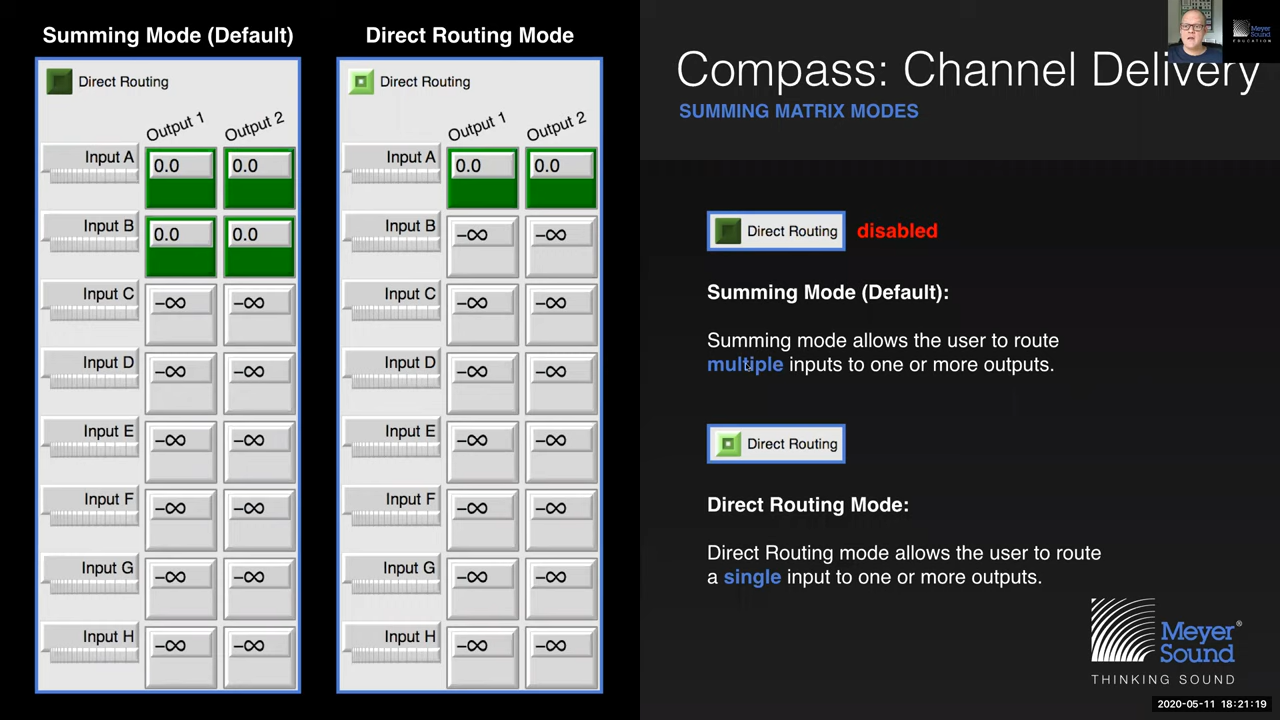 Summing Mode (Default)
Direct Routing
Output 1
Output 2
Input A
0.0
0.0
Input B
0.0
0.0
Input C
−∞
−∞
Input D
−∞
−∞
Input E
−∞
−∞
Input F
−∞
−∞
Input G
−∞
−∞
Input H
−∞
−∞
Direct Routing Mode
Direct Routing
Output 1
Output 2
Input A
0.0
0.0
Input B
−∞
−∞
Input C
−∞
−∞
Input D
−∞
−∞
Input E
−∞
−∞
Input F
−∞
−∞
Input G
−∞
−∞
Input H
−∞
−∞
Meyer
Sound
EDUCATION
Compass: Channel Delivery
SUMMING MATRIX MODES
Direct Routing disabled
Summing Mode (Default):
Summing mode allows the user to route
multiple inputs to one or more outputs.
Direct Routing
Direct Routing Mode:
Direct Routing mode allows the user to route
a single input to one or more outputs.
Meyer®
Sound
THINKING SOUND
2020-05-11 18:21:19